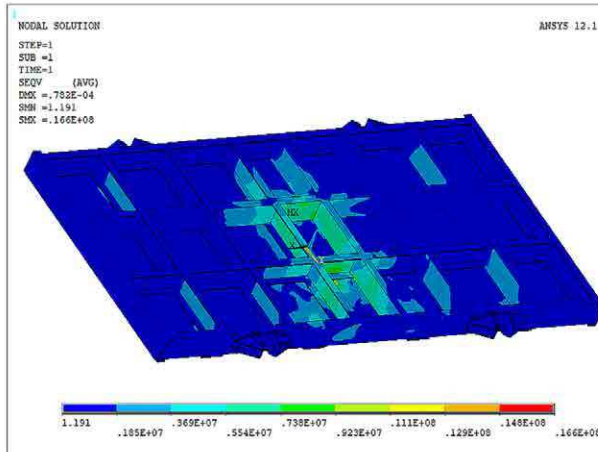 1
NODAL SOLUTION
ANSYS 12.1
STEP=1
SUB =1
TIME=1
SEQV (AVG)
DMX =.782E-04
SMN =1.191
SMX =.166E+08
MX
X
1.191 .369E+07 .738E+07 .111E+08 .148E+08
.185E+07 .554E+07 .923E+07 .129E+08 .166E+08